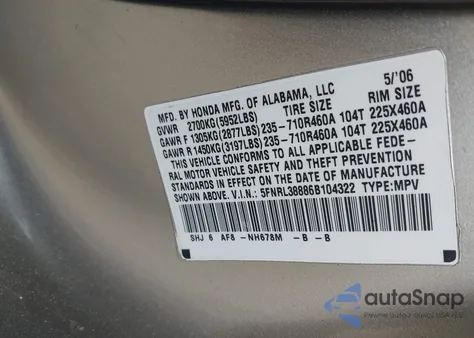 MFD. BY HONDA MFG. OF ALABAMA, LLC 5/'06
GVWR 2700KG(5952LBS) TIRE SIZE RIM SIZE
GAWR F 1305KG(2877LBS)235-710R460A 104T 225X460A
GAWR R 1450KG(3197LBS)235-710R460A 104T 225X460A
THIS VEHICLE CONFORMS TO ALL APPLICABLE FEDE-
RAL MOTOR VEHICLE SAFETY AND THEFT PREVENTION
STANDARDS IN EFFECT ON THE DATE OF MANUFACTURE
SHOWN ABOVE. V.I.N.: 5FNRL38886B104322 TYPE:MPV
SHJ 6 AF8 -NH678M -B -B
autoSnap